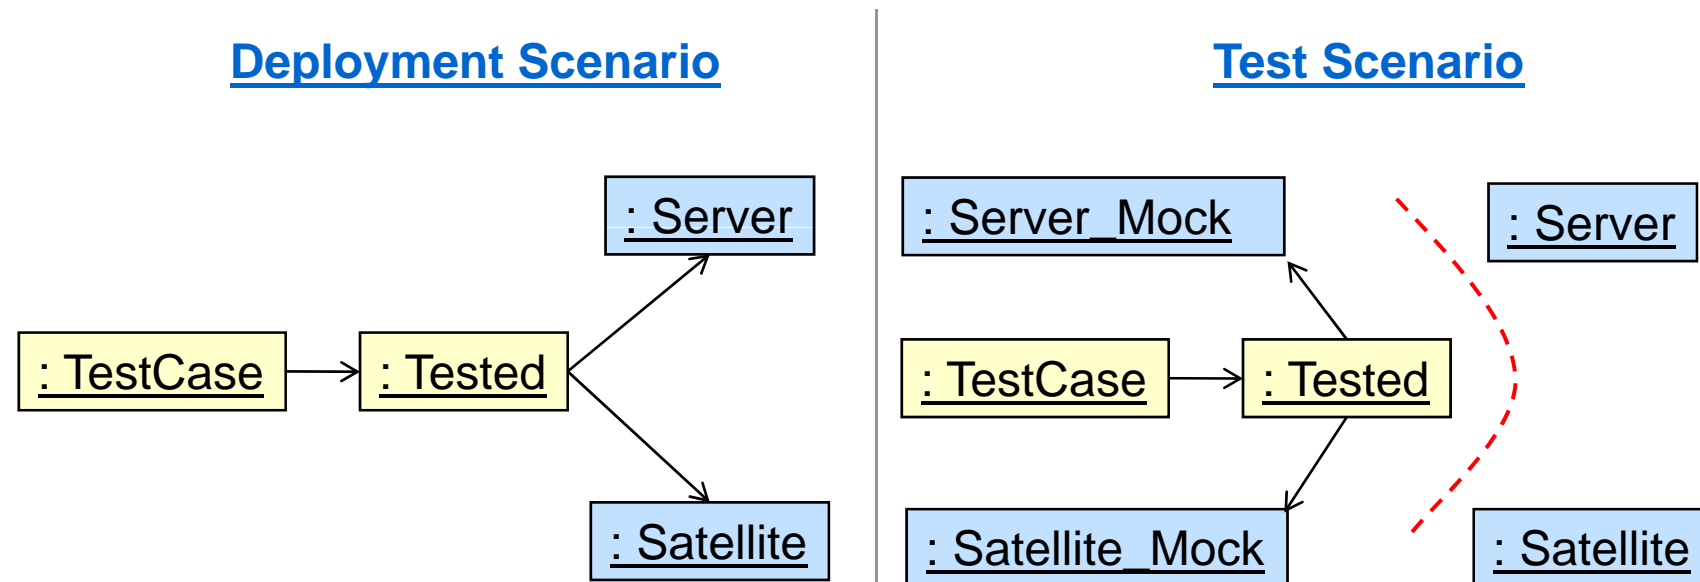 Deployment Scenario
: Server
: TestCase
: Tested
: Satellite
Test Scenario
: Server_Mock
: Server
: TestCase
: Tested
: Satellite_Mock
: Satellite